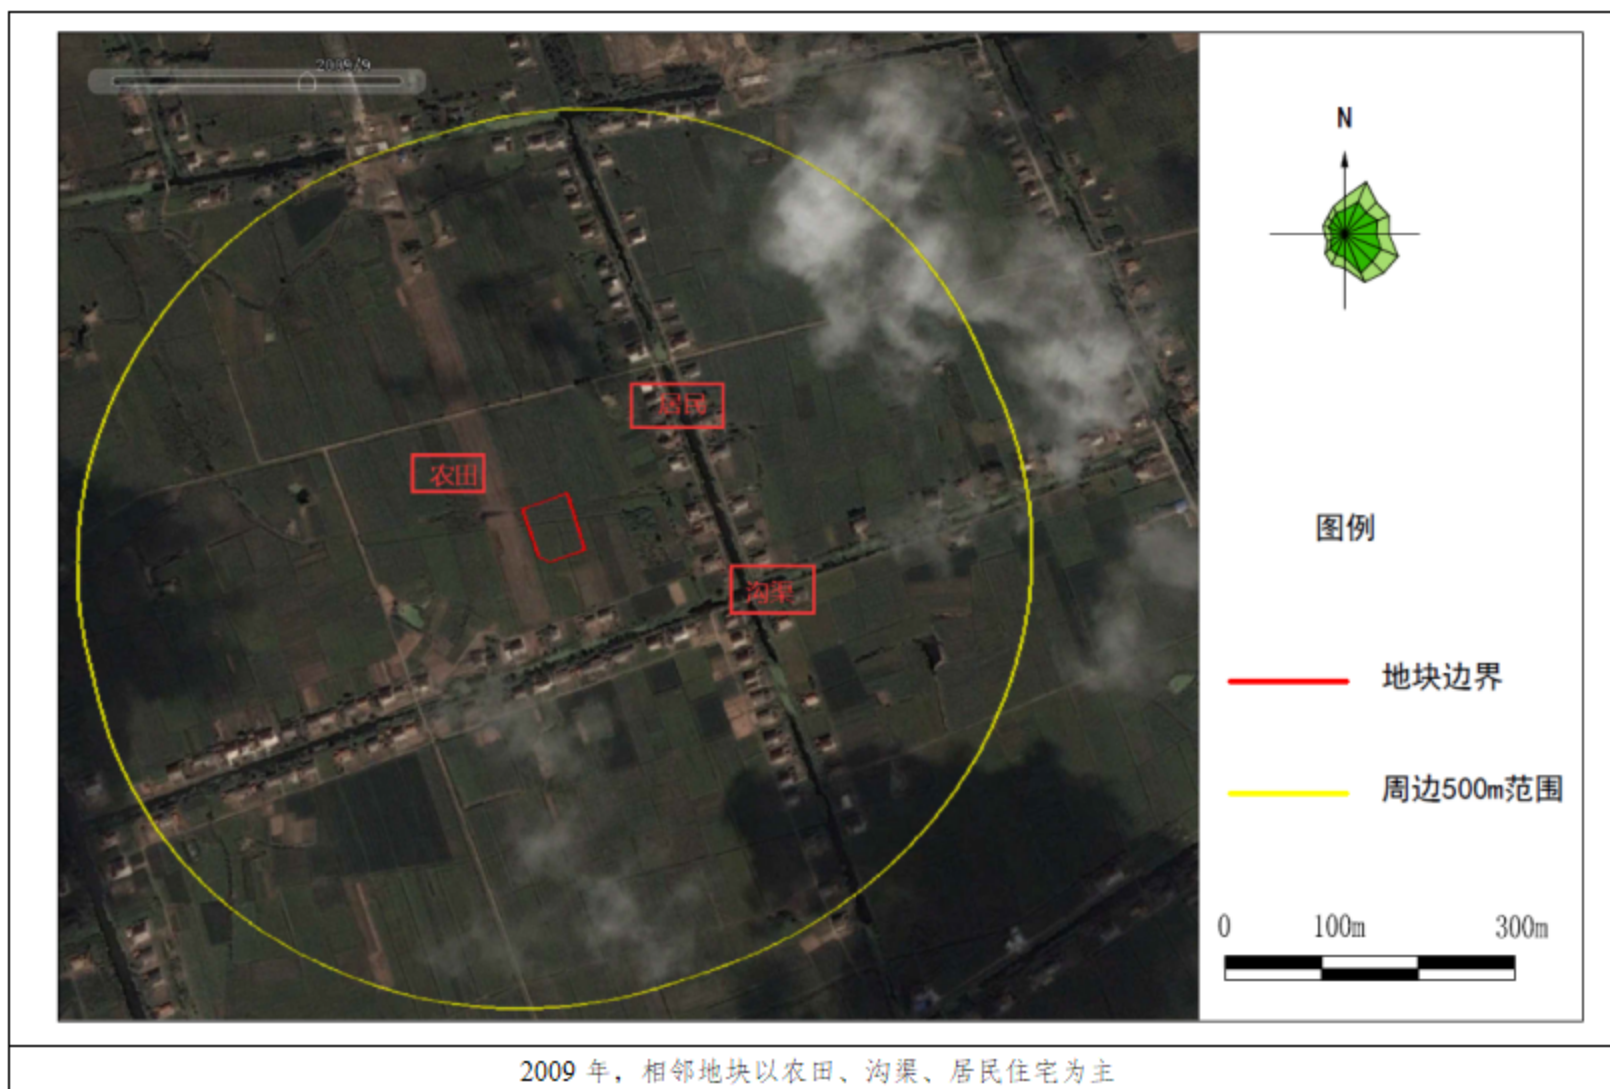 2009/9
N
居民
农田
沟渠
图例
地块边界
周边500m范围
0 100m 300m
2009 年，相邻地块以农田、沟渠、居民住宅为主